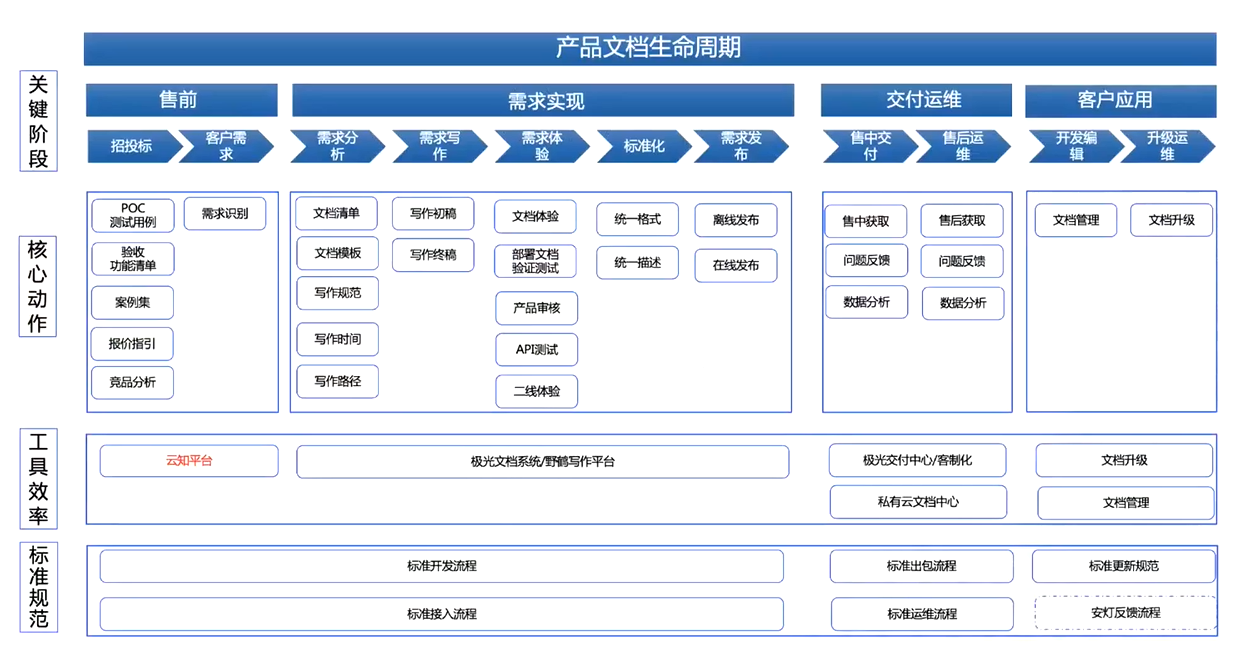 产品文档生命周期
关键阶段
售前
需求实现
交付运维
客户应用
招投标
客户需
求
需求分
析
需求写
作
需求体
验
标准化
需求发
布
售中交
付
售后运
维
开发编
辑
升级运
维
核心动作
POC
测试用例
验收
功能清单
案例集
报价指引
竞品分析
需求识别
文档清单
文档模板
写作规范
写作时间
写作路径
写作初稿
写作终稿
文档体验
部署文档
验证测试
产品审核
API测试
二线体验
统一格式
统一描述
离线发布
在线发布
售中获取
问题反馈
数据分析
售后获取
问题反馈
数据分析
文档管理
文档升级
工具效率
云知平台
极光文档系统/野鹤写作平台
极光交付中心/客制化
私有云文档中心
文档升级
文档管理
标准规范
标准开发流程
标准接入流程
标准出包流程
标准运维流程
标准更新规范
安灯反馈流程